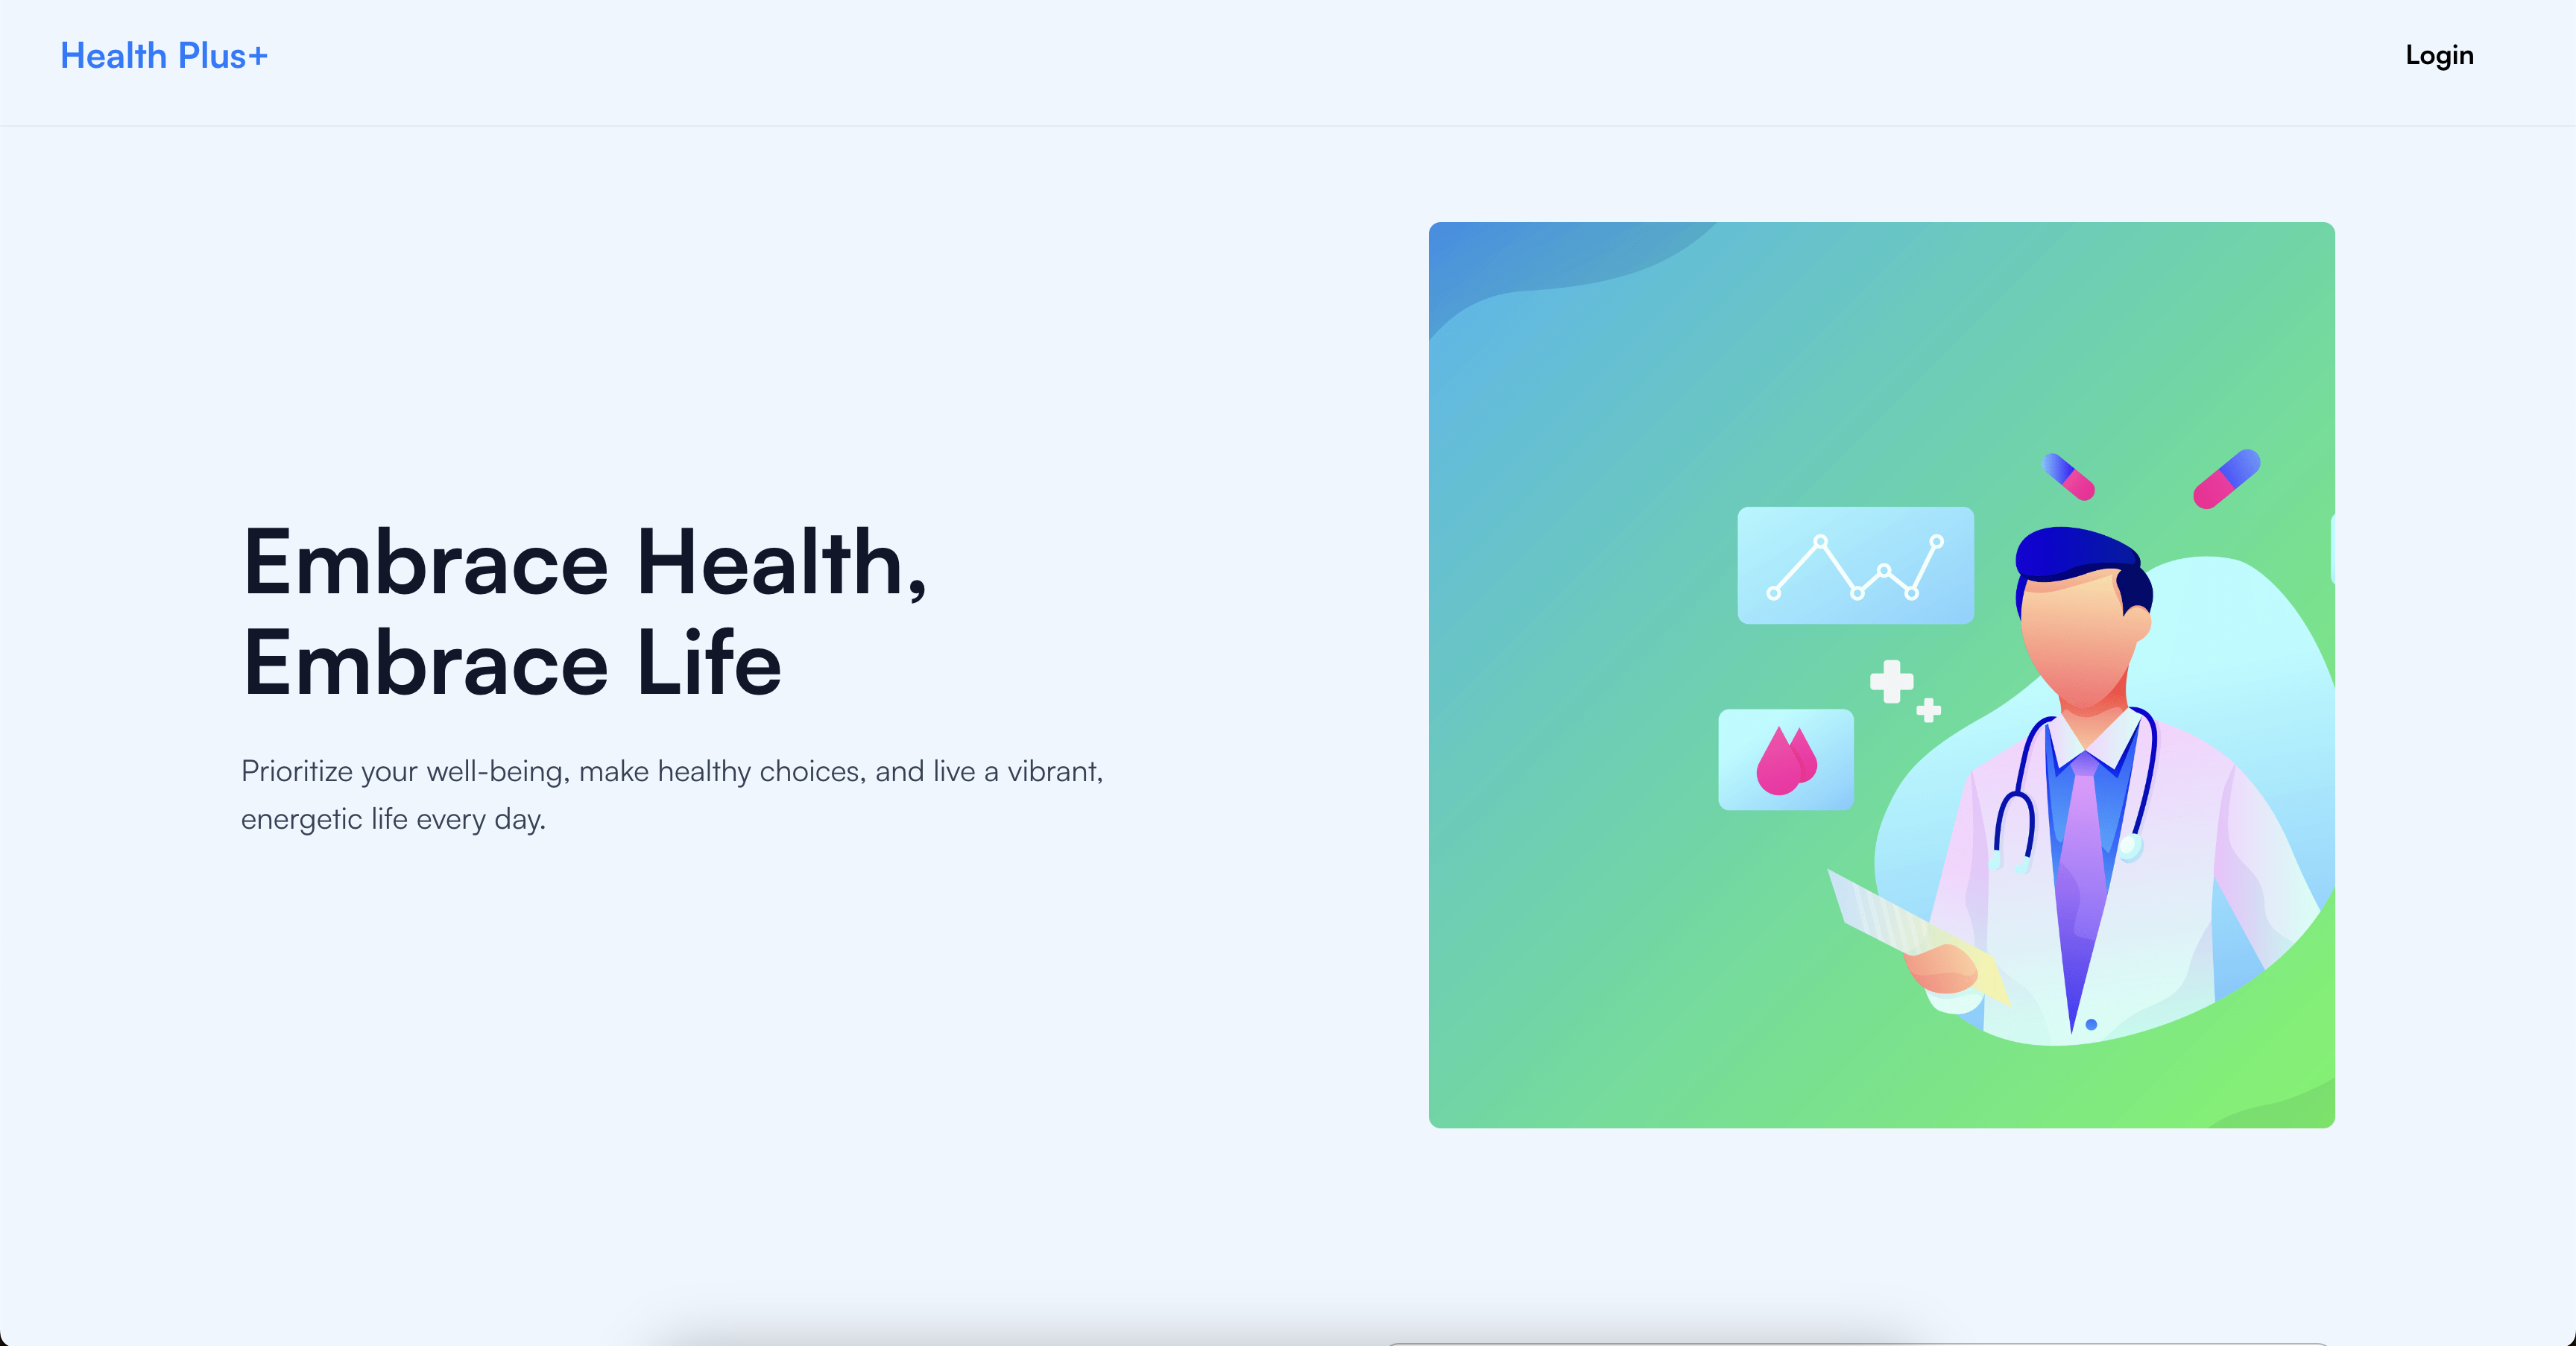 Health Plus+
Login
Embrace Health,
Embrace Life
Prioritize your well-being, make healthy choices, and live a vibrant,
energetic life every day.